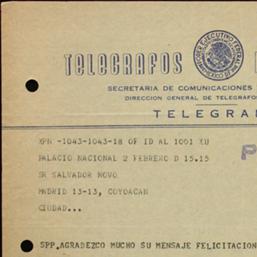 TELEGRAFOS
SECRETARIA DE COMUNICACIONES
DIRECCION GENERAL DE TELEGRAFOS
TELEGRA
XPN -1043-1043-18 OF ID AL 1001 XU
PALACIO NACIONAL 2 FEBRERO D 15.15
SR SALVADOR NOVO
MADRID 13-13, COYOACAN
CIUDAD...
SPP.AGRADEZCO MUCHO SU MENSAJE FELICITACION